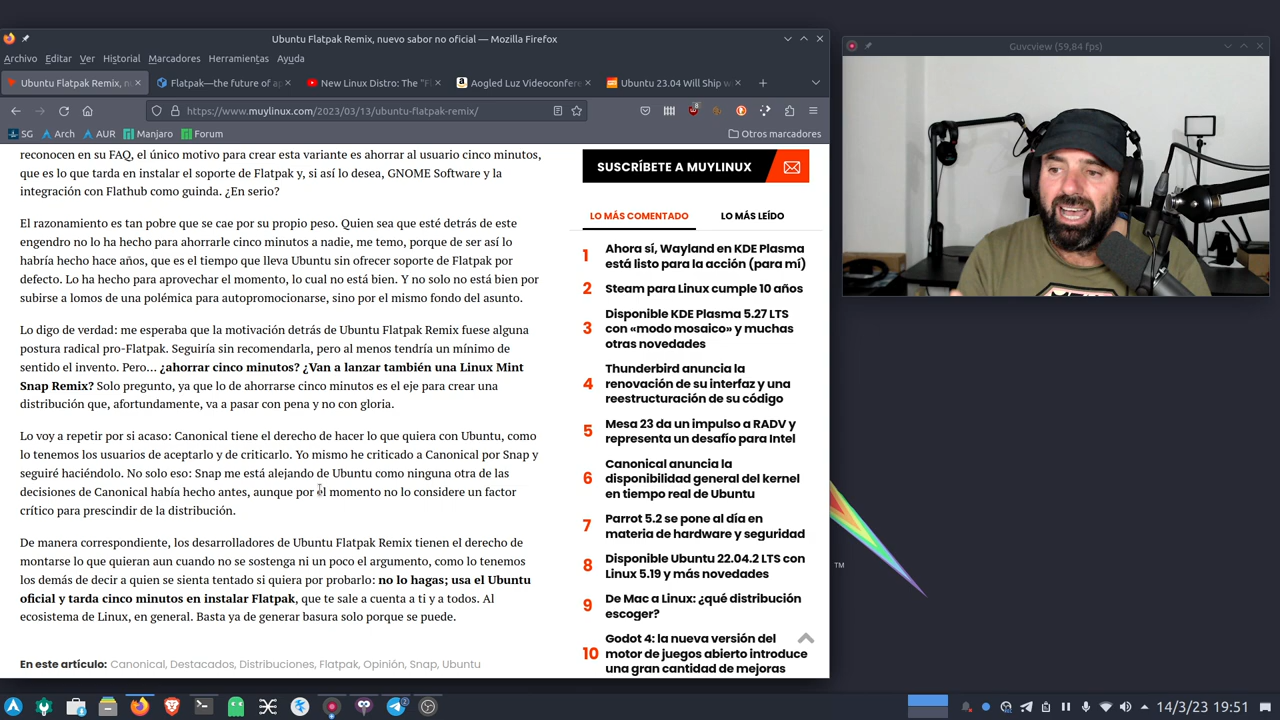 Ubuntu Flatpak Remix, nuevo sabor no oficial — Mozilla Firefox
Guvcview (59,84 fps)
Archivo Editar Ver Historial Marcadores Herramientas Ayuda
Ubuntu Flatpak Remix, n
Flatpak—the future of ap
New Linux Distro: The "Fl
Aogled Luz Videoconfere
Ubuntu 23.04 Will Ship w
https://www.muylinux.com/2023/03/13/ubuntu-flatpak-remix/
8
SG Arch AUR Manjaro Forum
Otros marcadores
reconocen en su FAQ, el único motivo para crear esta variante es ahorrar al usuario cinco minutos,
que es lo que tarda en instalar el soporte de Flatpak y, si así lo desea, GNOME Software y la
integración con Flathub como guinda. ¿En serio?
El razonamiento es tan pobre que se cae por su propio peso. Quien sea que esté detrás de este
engendro no lo ha hecho para ahorrarle cinco minutos a nadie, me temo, porque de ser así lo
habría hecho hace años, que es el tiempo que lleva Ubuntu sin ofrecer soporte de Flatpak por
defecto. Lo ha hecho para aprovechar el momento, lo cual no está bien. Y no solo no está bien por
subirse a lomos de una polémica para autopromocionarse, sino por el mismo fondo del asunto.
Lo digo de verdad: me esperaba que la motivación detrás de Ubuntu Flatpak Remix fuese alguna
postura radical pro-Flatpak. Seguiría sin recomendarla, pero al menos tendría un mínimo de
sentido el invento. Pero… ¿ahorrar cinco minutos? ¿Van a lanzar también una Linux Mint
Snap Remix? Solo pregunto, ya que lo de ahorrarse cinco minutos es el eje para crear una
distribución que, afortundamente, va a pasar con pena y no con gloria.
Lo voy a repetir por si acaso: Canonical tiene el derecho de hacer lo que quiera con Ubuntu, como
lo tenemos los usuarios de aceptarlo y de criticarlo. Yo mismo he criticado a Canonical por Snap y
seguiré haciéndolo. No solo eso: Snap me está alejando de Ubuntu como ninguna otra de las
decisiones de Canonical había hecho antes, aunque por el momento no lo considere un factor
crítico para prescindir de la distribución.
De manera correspondiente, los desarrolladores de Ubuntu Flatpak Remix tienen el derecho de
montarse lo que quieran aun cuando no se sostenga ni un poco el argumento, como lo tenemos
los demás de decir a quien se sienta tentado si quiera por probarlo: no lo hagas; usa el Ubuntu
oficial y tarda cinco minutos en instalar Flatpak, que te sale a cuenta a ti y a todos. Al
ecosistema de Linux, en general. Basta ya de generar basura solo porque se puede.
En este artículo: Canonical, Destacados, Distribuciones, Flatpak, Opinión, Snap, Ubuntu
SUSCRÍBETE A MUYLINUX
LO MÁS COMENTADO LO MÁS LEÍDO
1 Ahora sí, Wayland en KDE Plasma
está listo para la acción (para mí)
2 Steam para Linux cumple 10 años
3 Disponible KDE Plasma 5.27 LTS
con «modo mosaico» y muchas
otras novedades
4 Thunderbird anuncia la
renovación de su interfaz y una
reestructuración de su código
5 Mesa 23 da un impulso a RADV y
representa un desafío para Intel
6 Canonical anuncia la
disponibilidad general del kernel
en tiempo real de Ubuntu
7 Parrot 5.2 se pone al día en
materia de hardware y seguridad
8 Disponible Ubuntu 22.04.2 LTS con
Linux 5.19 y más novedades
9 De Mac a Linux: ¿qué distribución
escoger?
10 Godot 4: la nueva versión del
motor de juegos abierto introduce
una gran cantidad de mejoras
TM
2
14/3/23 19:51